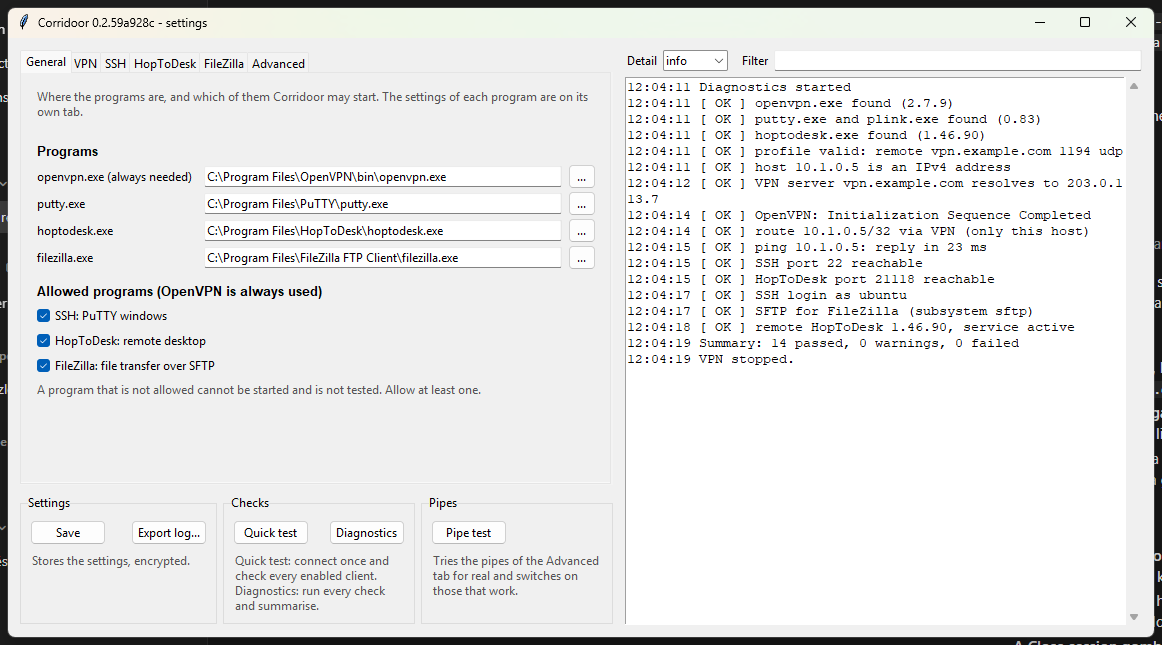 Corridoor 0.2.59a928c - settings
General VPN SSH HopToDesk FileZilla Advanced
Where the programs are, and which of them Corridoor may start. The settings of each program are on its
own tab.
Programs
openvpn.exe (always needed) C:\Program Files\OpenVPN\bin\openvpn.exe ...
putty.exe C:\Program Files\PuTTY\putty.exe ...
hoptodesk.exe C:\Program Files\HopToDesk\hoptodesk.exe ...
filezilla.exe C:\Program Files\FileZilla FTP Client\filezilla.exe ...
Allowed programs (OpenVPN is always used)
SSH: PuTTY windows
HopToDesk: remote desktop
FileZilla: file transfer over SFTP
A program that is not allowed cannot be started and is not tested. Allow at least one.
Settings
Save Export log...
Stores the settings, encrypted.
Checks
Quick test Diagnostics
Quick test: connect once and
check every enabled client.
Diagnostics: run every check
and summarise.
Pipes
Pipe test
Tries the pipes of the Advanced
tab for real and switches on
those that work.
Detail info Filter
12:04:11 Diagnostics started
12:04:11 [ OK ] openvpn.exe found (2.7.9)
12:04:11 [ OK ] putty.exe and plink.exe found (0.83)
12:04:11 [ OK ] hoptodesk.exe found (1.46.90)
12:04:11 [ OK ] profile valid: remote vpn.example.com 1194 udp
12:04:11 [ OK ] host 10.1.0.5 is an IPv4 address
12:04:12 [ OK ] VPN server vpn.example.com resolves to 203.0.1
13.7
12:04:14 [ OK ] OpenVPN: Initialization Sequence Completed
12:04:14 [ OK ] route 10.1.0.5/32 via VPN (only this host)
12:04:15 [ OK ] ping 10.1.0.5: reply in 23 ms
12:04:15 [ OK ] SSH port 22 reachable
12:04:15 [ OK ] HopToDesk port 21118 reachable
12:04:17 [ OK ] SSH login as ubuntu
12:04:17 [ OK ] SFTP for FileZilla (subsystem sftp)
12:04:18 [ OK ] remote HopToDesk 1.46.90, service active
12:04:19 Summary: 14 passed, 0 warnings, 0 failed
12:04:19 VPN stopped.